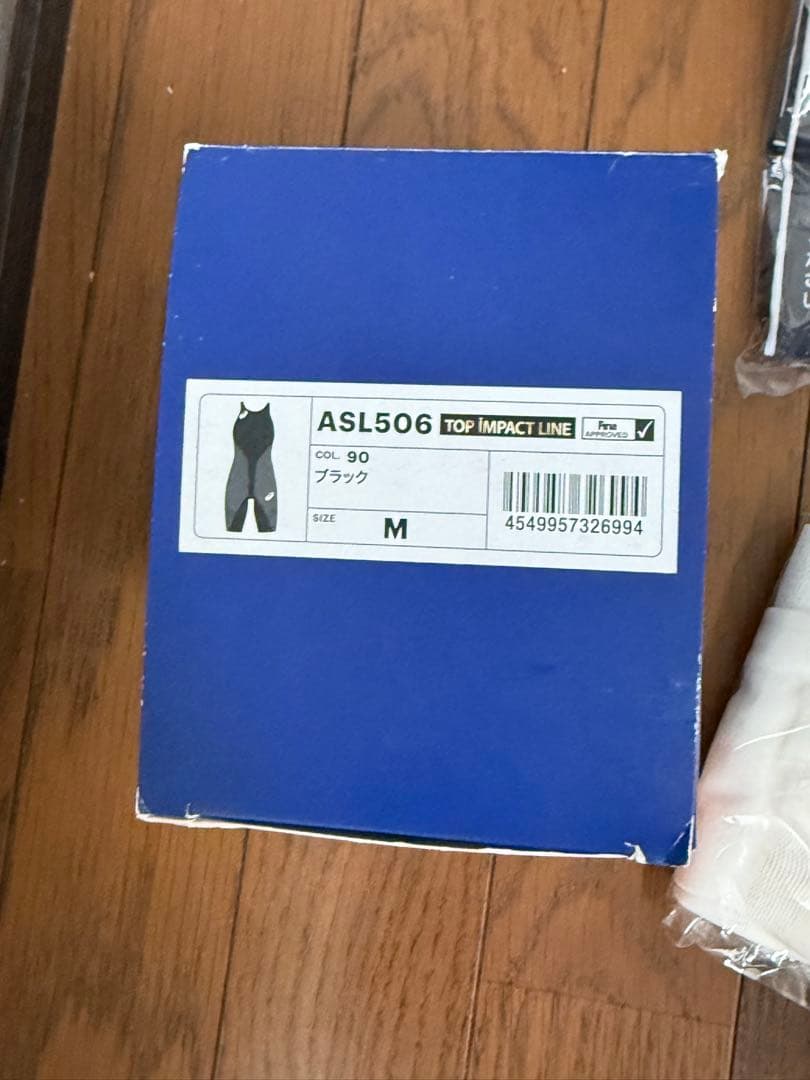 ASL506 TOP IMPACT LINE Fina APPROVED
COL. 90
ブラック
SIZE M
4549957326994